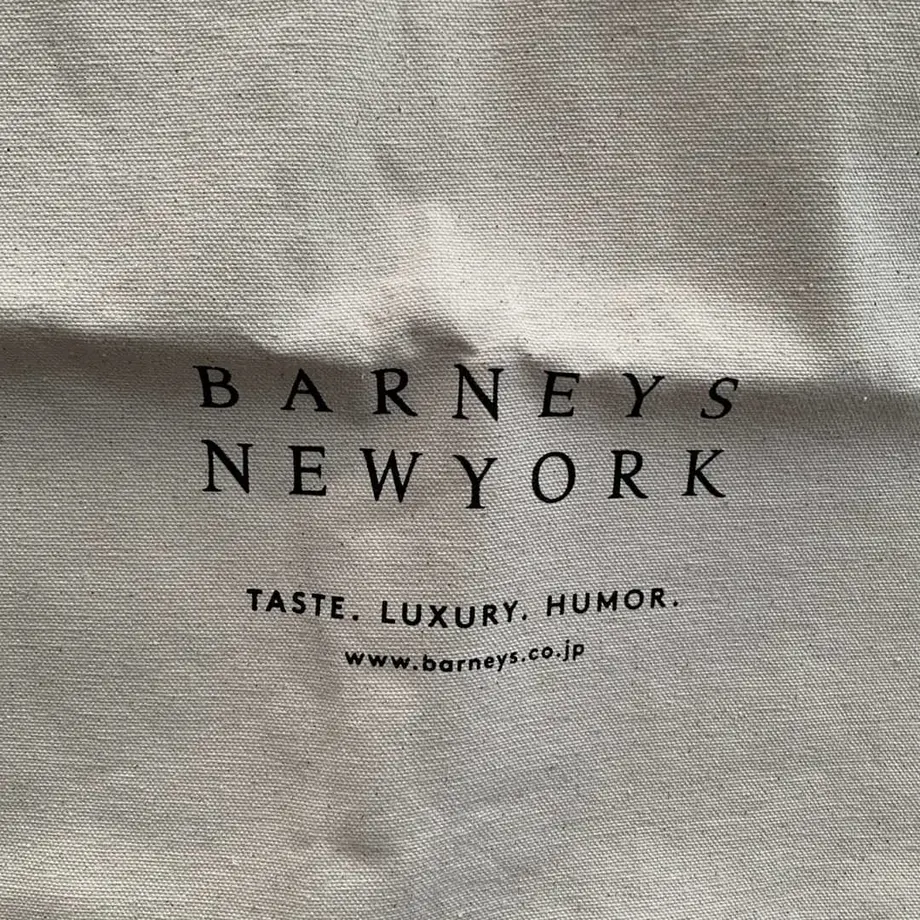 BARNEYS
NEWYORK
TASTE. LUXURY. HUMOR.
www.barneys.co.jp